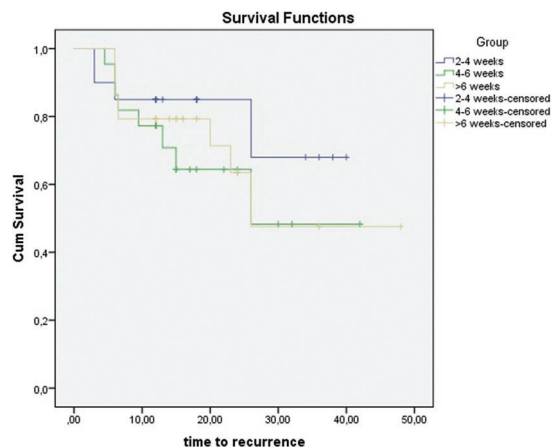 Survival Functions
Group
2-4 weeks
4-6 weeks
>6 weeks
2-4 weeks-censored
4-6 weeks-censored
>6 weeks-censored
1,0
0,8
0,6
0,4
0,2
0,0
Cum Survival
,00
10,00
20,00
30,00
40,00
50,00
time to recurrence